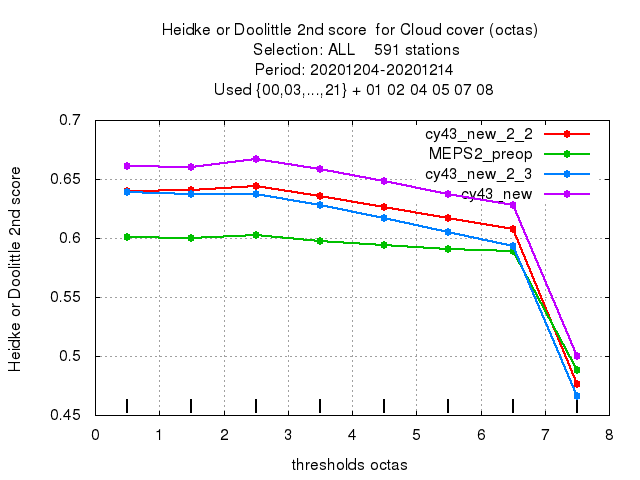 Heidke or Doolittle 2nd score  for Cloud cover (octas)
Selection: ALL    591 stations
Period: 20201204-20201214
Used {00,03,...,21} + 01 02 04 05 07 08
cy43_new_2_2
MEPS2_preop
cy43_new_2_3
cy43_new
Heidke or Doolittle 2nd score
0.7
0.65
0.6
0.55
0.5
0.45
0 1 2 3 4 5 6 7 8
thresholds octas